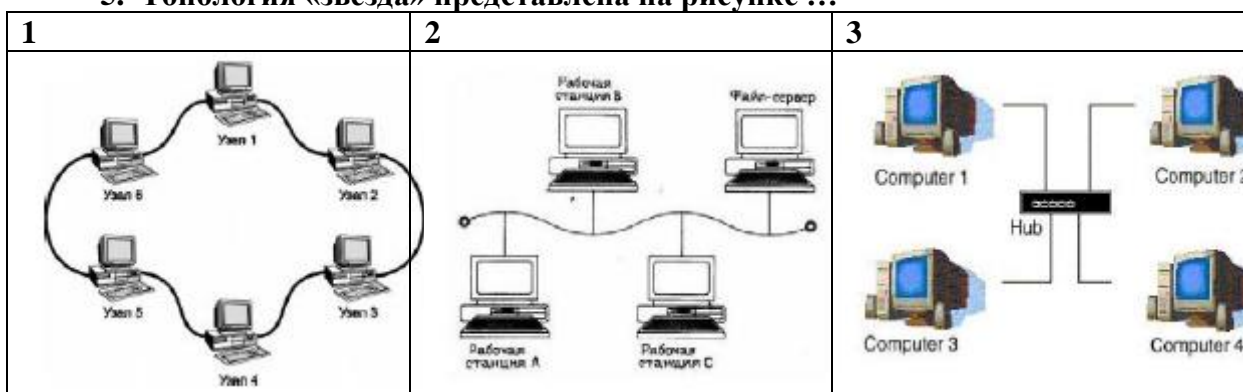 5. Топология «звезда» представлена на рисунке …
1
2
3
Узел 1
Узел 2
Узел 3
Узел 4
Узел 5
Узел 6
Рабочая
станция B
Файл-сервер
Рабочая
станция A
Рабочая
станция C
Computer 1
Computer 2
Hub
Computer 3
Computer 4